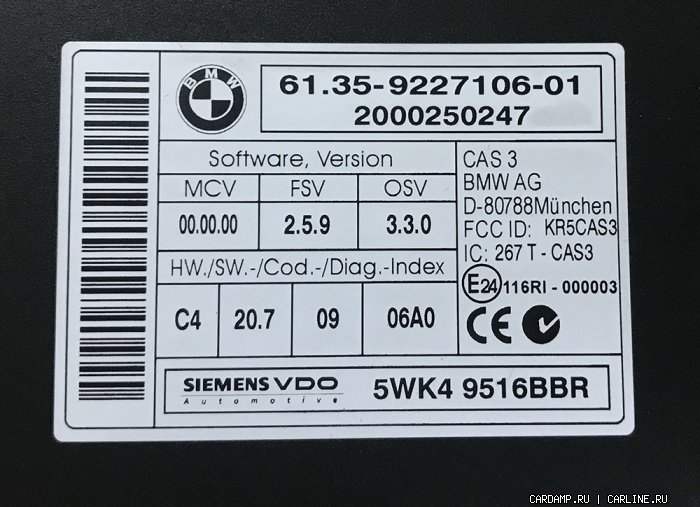 BMW
61.35-9227106-01
2000250247
Software, Version
MCV FSV OSV
00.00.00 2.5.9 3.3.0
HW./SW.-/Cod.-/Diag.-Index
C4 20.7 09 06A0
CAS 3
BMW AG
D-80788München
FCC ID: KR5CAS3
IC: 267 T - CAS3
E24 116RI - 000003
CE
SIEMENS VDO
Automotive
5WK4 9516BBR
CARDAMP.RU | CARLINE.RU